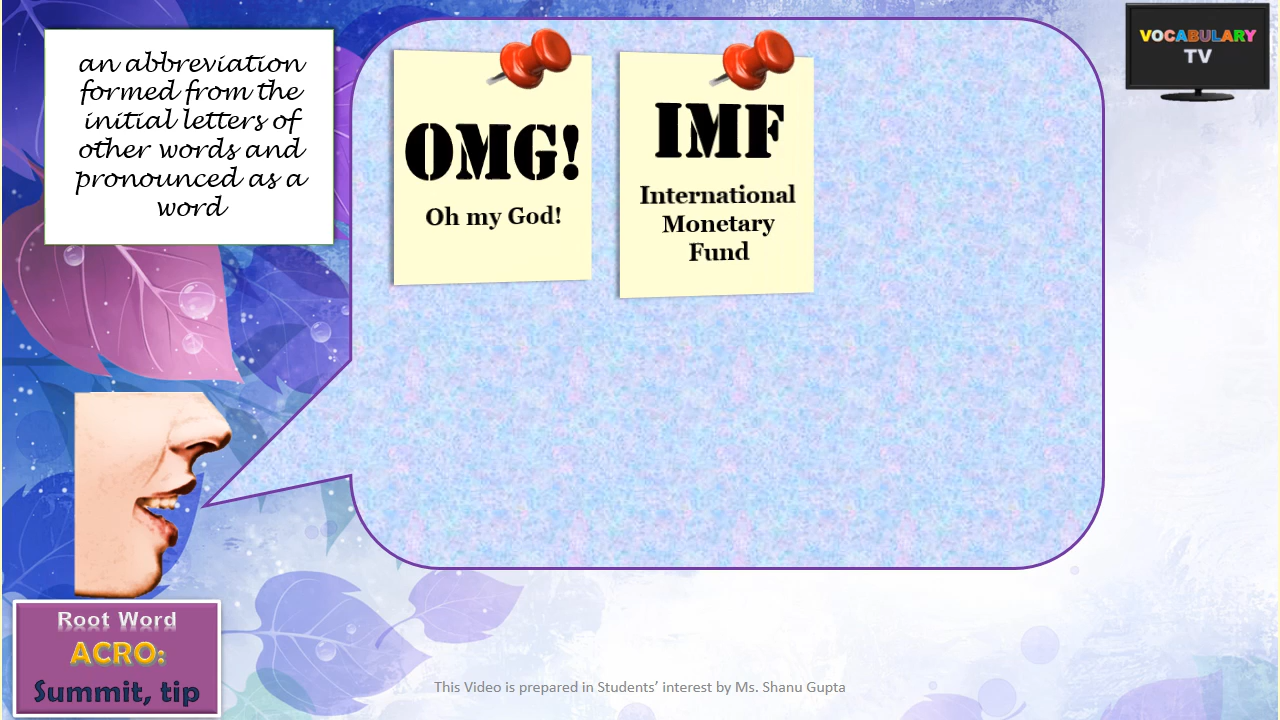 an abbreviation
formed from the
initial letters of
other words and
pronounced as a
word
OMG!
Oh my God!
IMF
International
Monetary
Fund
VOCABULARY
TV
Root Word
ACRO:
Summit, tip
This Video is prepared in Students’ interest by Ms. Shanu Gupta